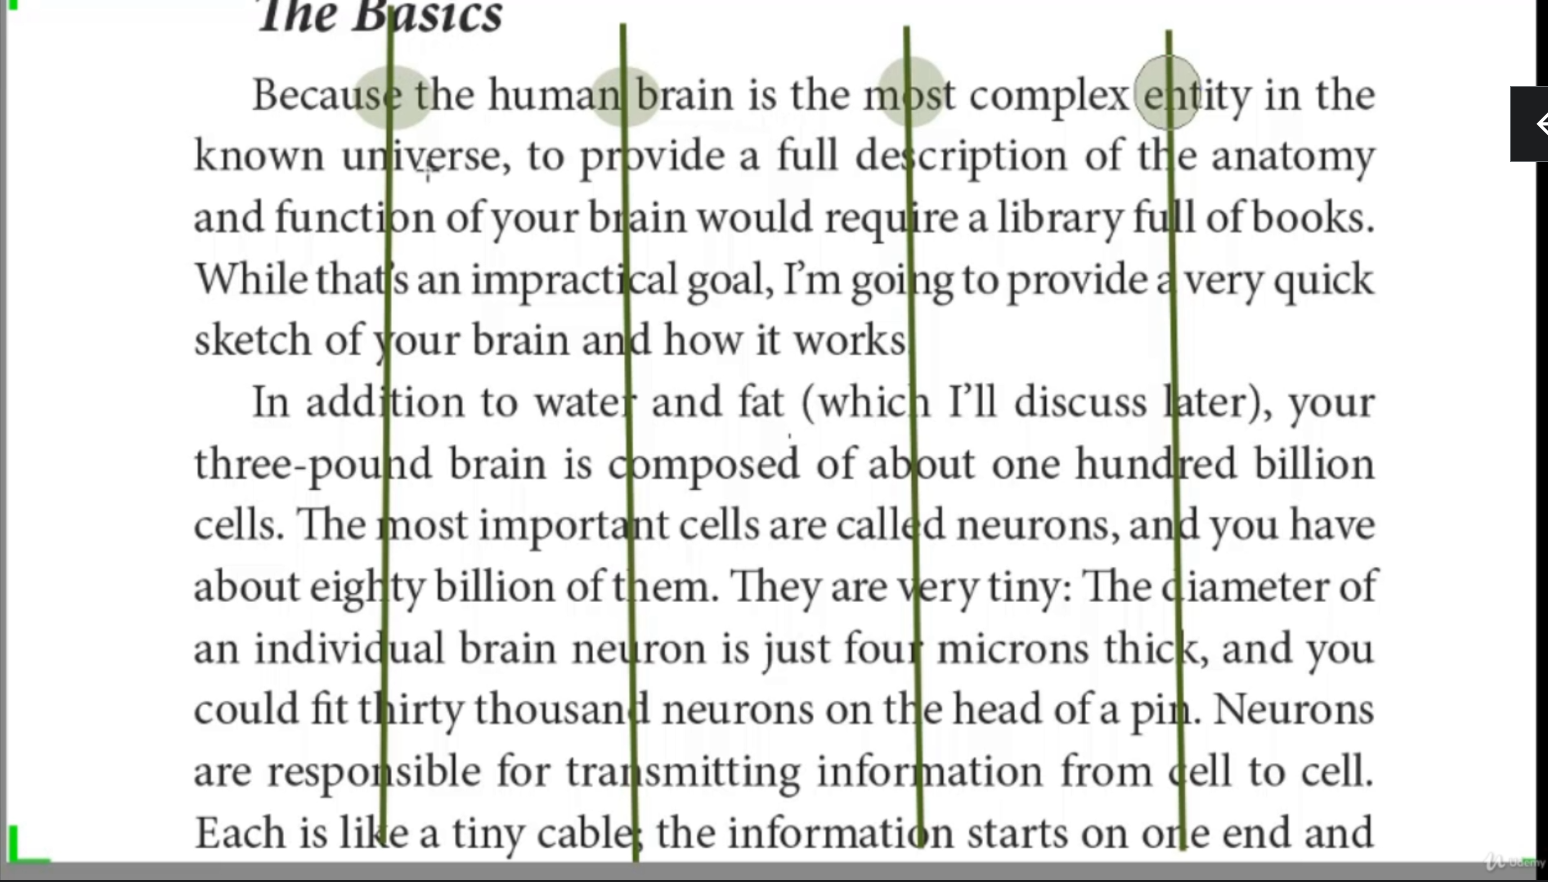 The Basics
Because the human brain is the most complex entity in the
known universe, to provide a full description of the anatomy
and function of your brain would require a library full of books.
While that's an impractical goal, I'm going to provide a very quick
sketch of your brain and how it works.
In addition to water and fat (which I'll discuss later), your
three-pound brain is composed of about one hundred billion
cells. The most important cells are called neurons, and you have
about eighty billion of them. They are very tiny: The diameter of
an individual brain neuron is just four microns thick, and you
could fit thirty thousand neurons on the head of a pin. Neurons
are responsible for transmitting information from cell to cell.
Each is like a tiny cable; the information starts on one end and
Udemy